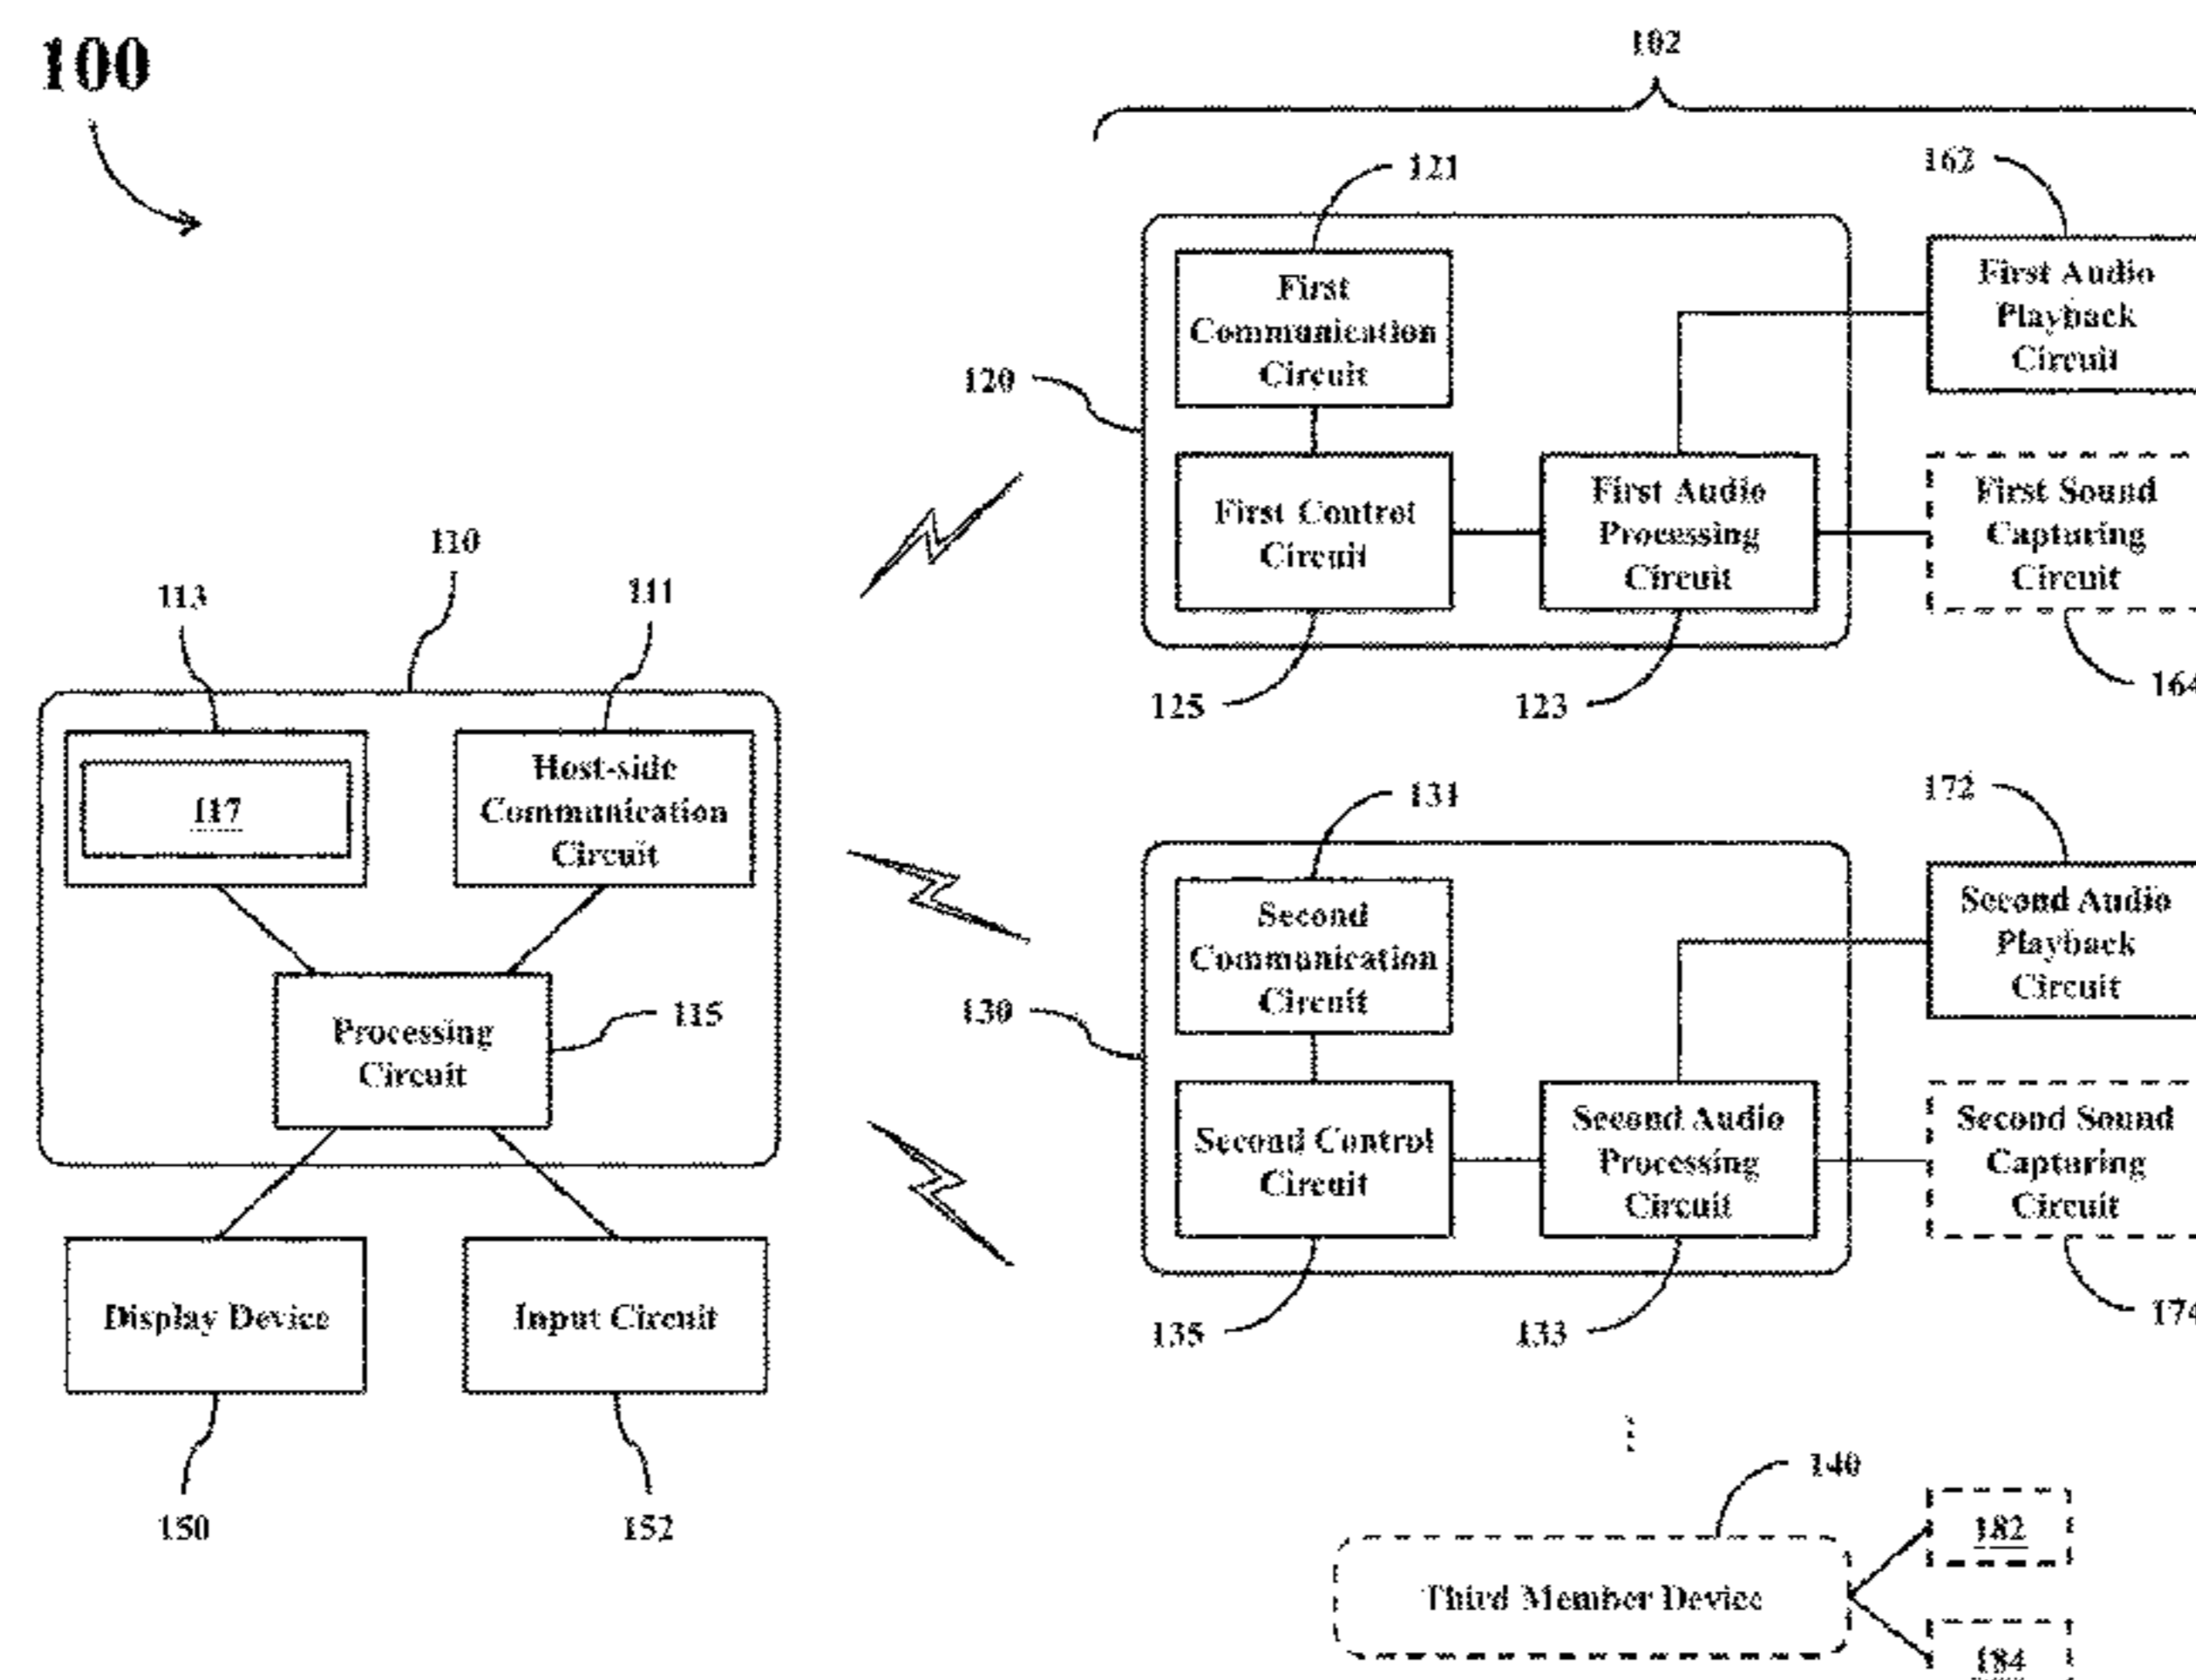 100
102
121
162
First
Communication
Circuit
First Audio
Playback
Circuit
120
First Control
Circuit
First Audio
Processing
Circuit
First Sound
Capturing
Circuit
110
113
111
125
123
164
117
Host-side
Communication
Circuit
131
172
Second
Communication
Circuit
Second Audio
Playback
Circuit
130
Processing
Circuit
115
Second Control
Circuit
Second Audio
Processing
Circuit
Second Sound
Capturing
Circuit
Display Device
Input Circuit
135
133
174
150
152
140
182
Third Member Device
184